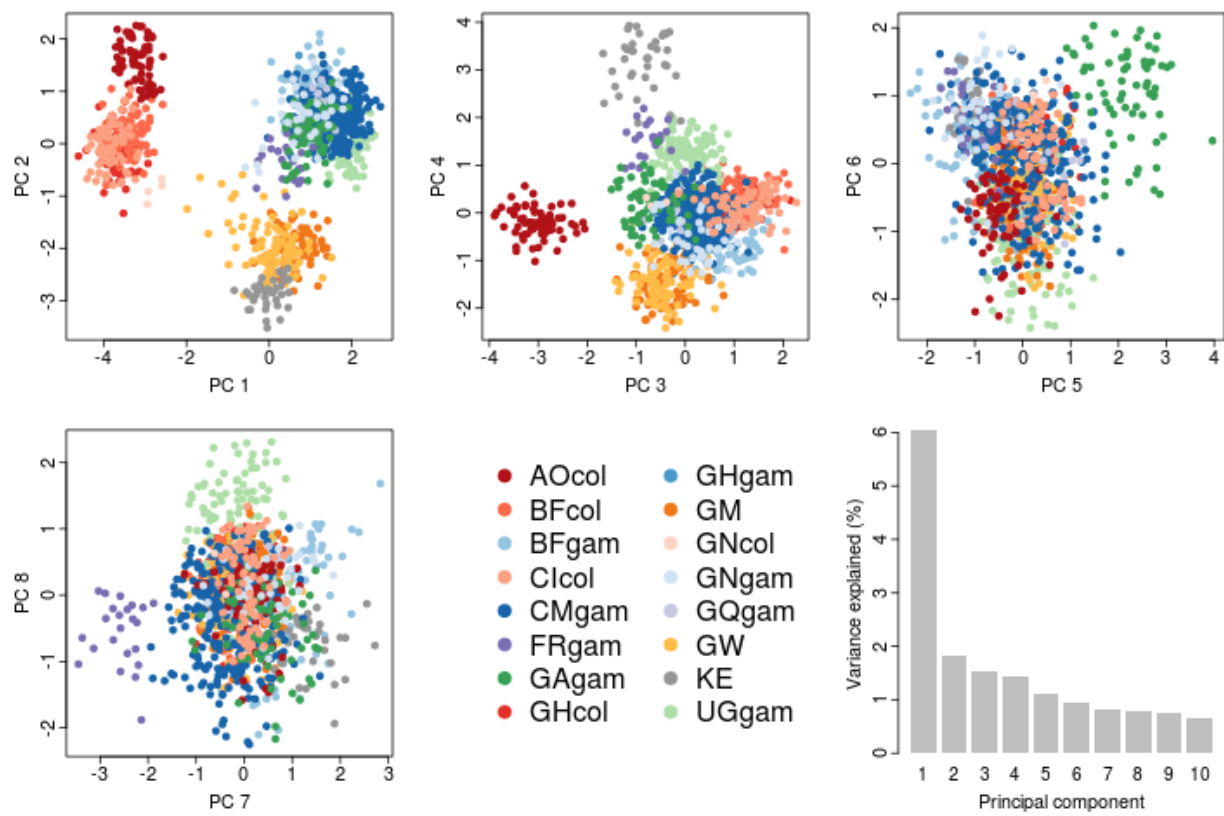 2
1
0
-1
-2
-3
PC 2
-4
-2
0
2
PC 1
4
3
2
1
0
-1
-2
PC 4
-4
-3
-2
-1
0
1
2
PC 3
2
1
0
-1
-2
PC 6
-2
-1
0
1
2
3
4
PC 5
2
1
0
-1
-2
PC 8
-3
-2
-1
0
1
2
3
PC 7
AOcol
BFcol
BFgam
CIcol
CMgam
FRgam
GAgam
GHcol
GHgam
GM
GNcol
GNgam
GQgam
GW
KE
UGgam
6
5
4
3
2
1
0
Variance explained (%)
1
2
3
4
5
6
7
8
9
10
Principal component